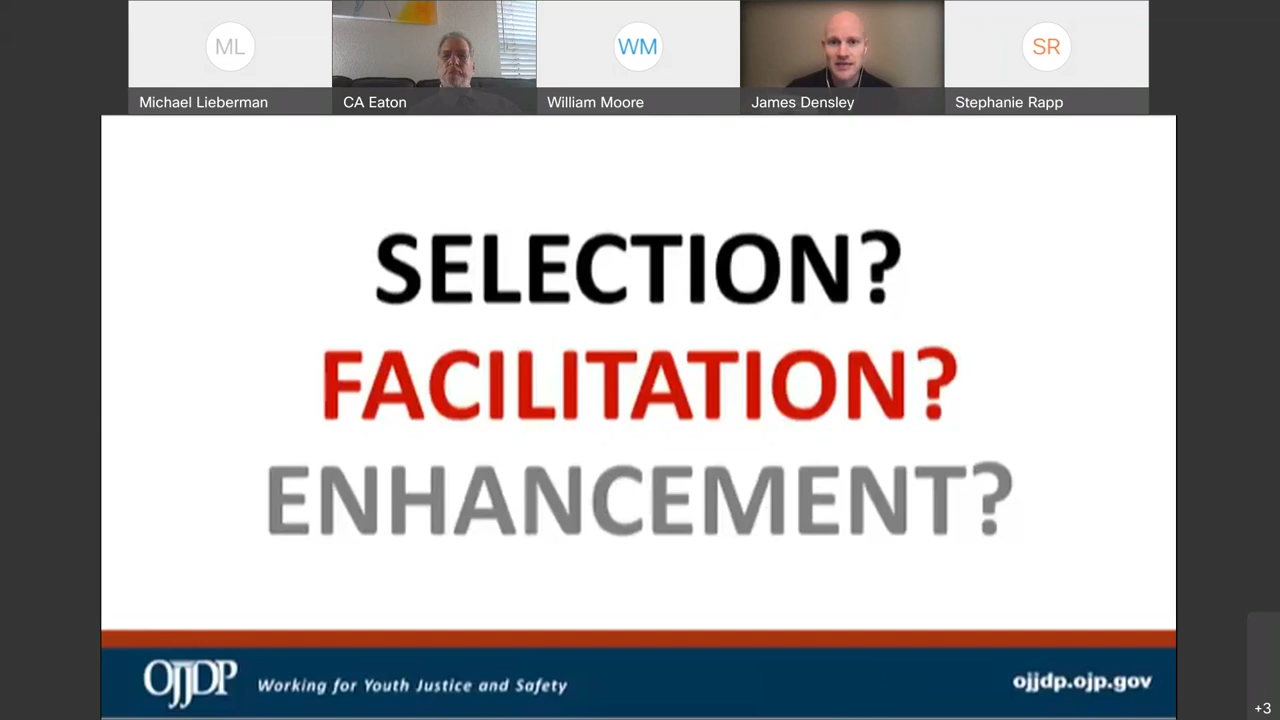 ML
WM
SR
Michael Lieberman
CA Eaton
William Moore
James Densley
Stephanie Rapp
SELECTION?
FACILITATION?
ENHANCEMENT?
OJJDP
Working for Youth Justice and Safety
ojjdp.ojp.gov
+3